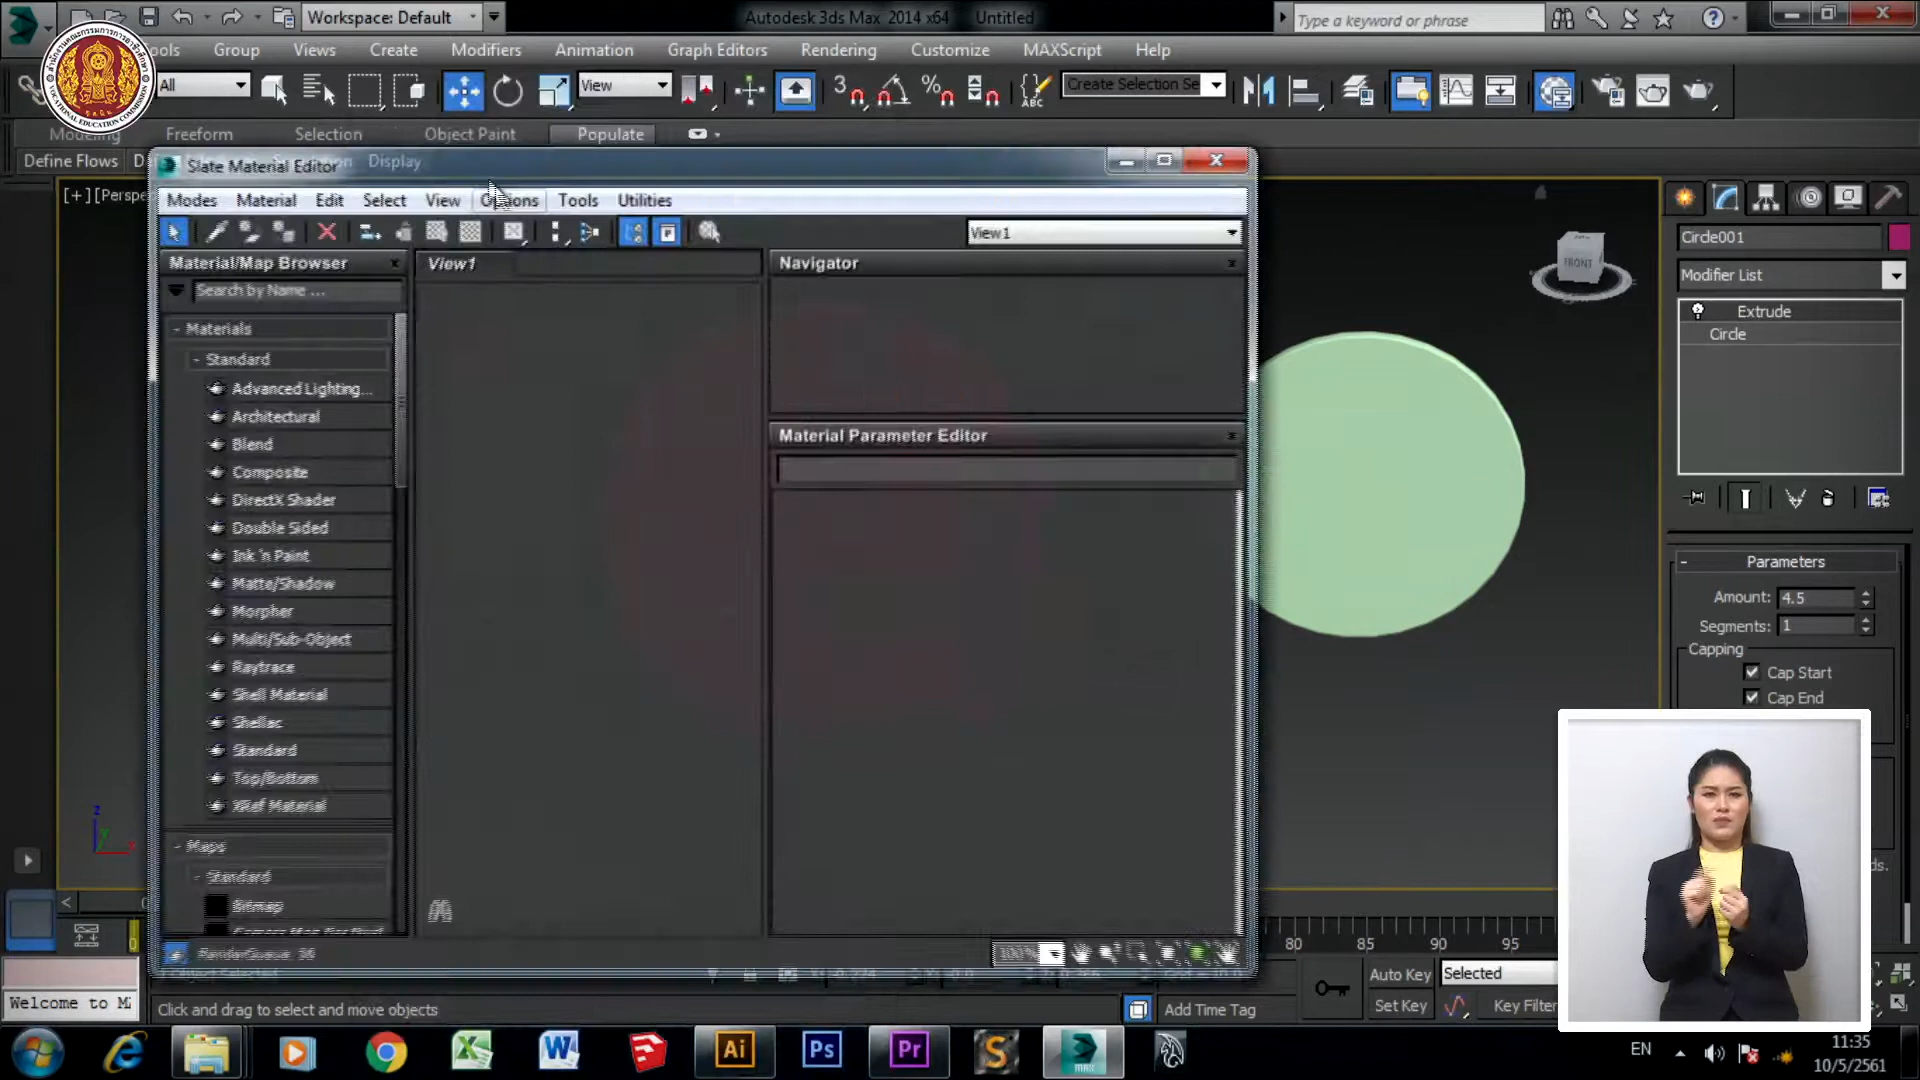 Workspace: Default
Autodesk 3ds Max 2014 x64 Untitled
Type a keyword or phrase
Group Views Create Modifiers Animation Graph Editors Rendering Customize MAXScript Help
All
View
Create Selection Se
Modeling Freeform Selection Object Paint Populate
Define Flows
Display
Slate Material Editor
[+][Perspe
Modes Material Edit Select View Options Tools Utilities
View1
Material/Map Browser
View1
Navigator
Search by Name ...
Materials
Standard
Advanced Lighting...
Architectural
Blend
Composite
DirectX Shader
Double Sided
Ink 'n Paint
Matte/Shadow
Morpher
Multi/Sub-Object
Raytrace
Shell Material
Shellac
Standard
Top/Bottom
XRef Material
Maps
Standard
Bitmap
Material Parameter Editor
100%
FRONT
Circle001
Modifier List
Extrude
Circle
Parameters
Amount: 4.5
Segments: 1
Capping
Cap Start
Cap End
80 85 90 95
Auto Key Selected
Set Key Key Filter
Welcome to M
Click and drag to select and move objects
Add Time Tag
EN
11:35
10/5/2561